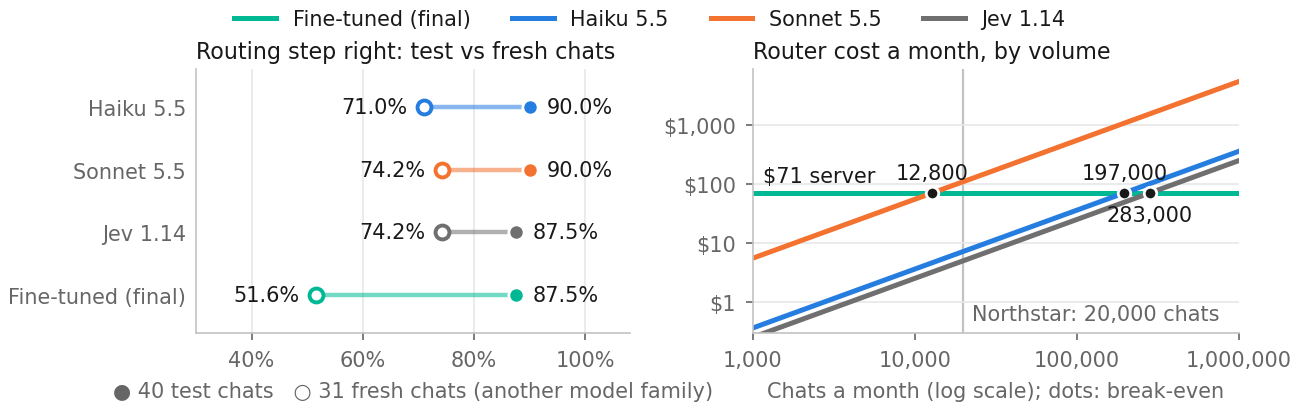 Fine-tuned (final) Haiku 5.5 Sonnet 5.5 Jev 1.14
Routing step right: test vs fresh chats
Haiku 5.5 71.0% 90.0%
Sonnet 5.5 74.2% 90.0%
Jev 1.14 74.2% 87.5%
Fine-tuned (final) 51.6% 87.5%
40% 60% 80% 100%
40 test chats 31 fresh chats (another model family)
Router cost a month, by volume
$1,000
$100
$10
$1
$71 server 12,800 197,000
283,000
Northstar: 20,000 chats
1,000 10,000 100,000 1,000,000
Chats a month (log scale); dots: break-even